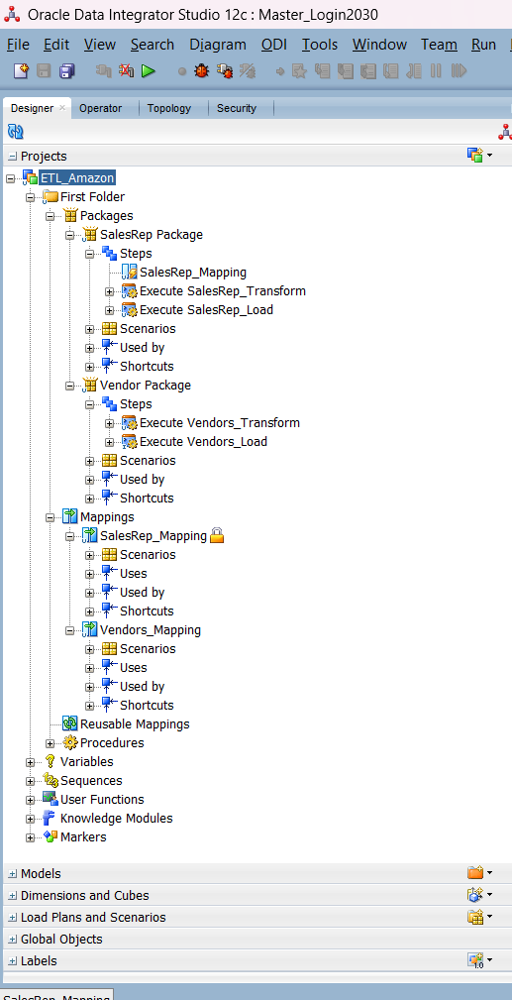 Oracle Data Integrator Studio 12c : Master_Login2030
File Edit View Search Diagram ODI Tools Window Team Run
Designer Operator Topology Security
Projects
ETL_Amazon
First Folder
Packages
SalesRep Package
Steps
SalesRep_Mapping
Execute SalesRep_Transform
Execute SalesRep_Load
Scenarios
Used by
Shortcuts
Vendor Package
Steps
Execute Vendors_Transform
Execute Vendors_Load
Scenarios
Used by
Shortcuts
Mappings
SalesRep_Mapping
Scenarios
Uses
Used by
Shortcuts
Vendors_Mapping
Scenarios
Uses
Used by
Shortcuts
Reusable Mappings
Procedures
Variables
Sequences
User Functions
Knowledge Modules
Markers
Models
Dimensions and Cubes
Load Plans and Scenarios
Global Objects
Labels
1.0
SalesRep_Mapping